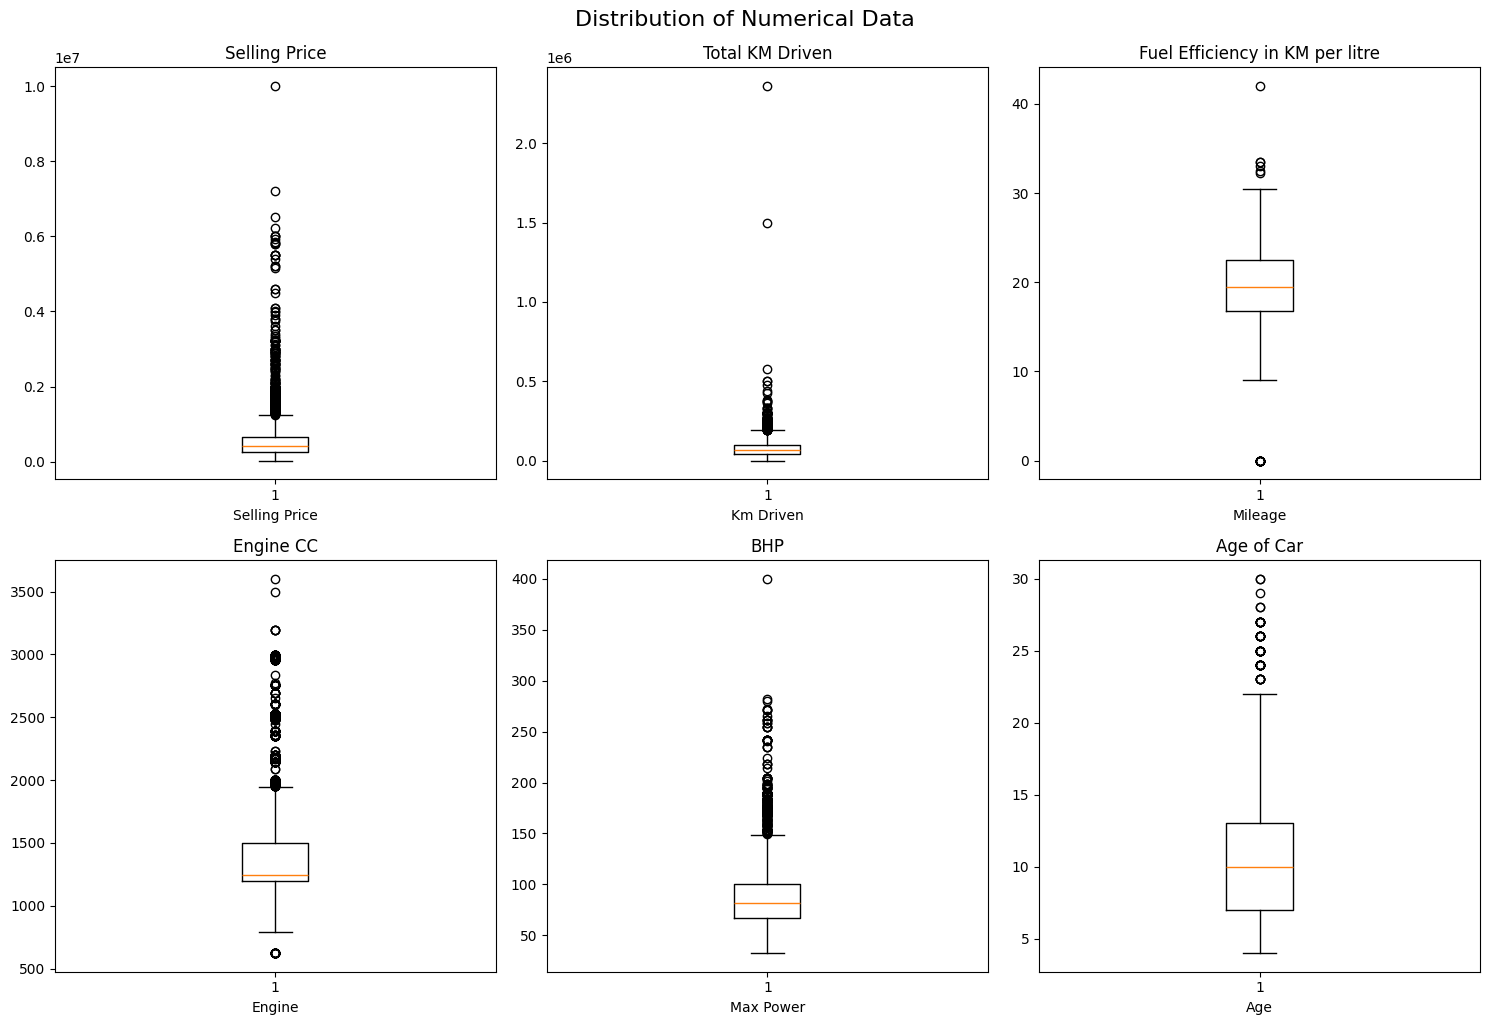 Distribution of Numerical Data
Selling Price
1e7
1.0
0.8
0.6
0.4
0.2
0.0
1
Selling Price
Total KM Driven
1e6
2.0
1.5
1.0
0.5
0.0
1
Km Driven
Fuel Efficiency in KM per litre
40
30
20
10
0
1
Mileage
Engine CC
3500
3000
2500
2000
1500
1000
500
1
Engine
BHP
400
350
300
250
200
150
100
50
1
Max Power
Age of Car
30
25
20
15
10
5
1
Age